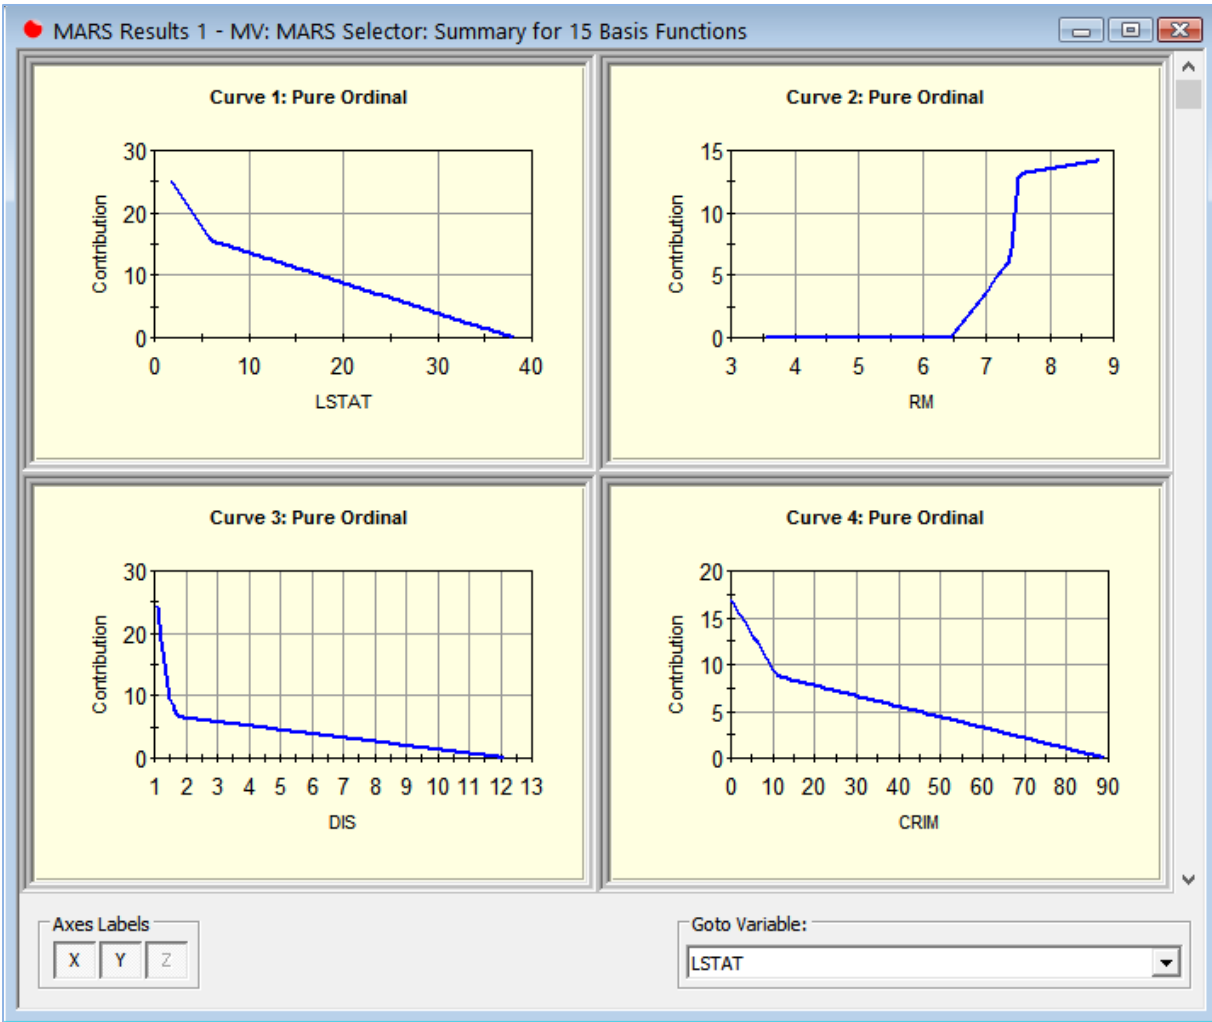 MARS Results 1 - MV: MARS Selector: Summary for 15 Basis Functions
Curve 1: Pure Ordinal
30
20
10
0
Contribution
0 10 20 30 40
LSTAT
Curve 2: Pure Ordinal
15
10
5
0
Contribution
3 4 5 6 7 8 9
RM
Curve 3: Pure Ordinal
30
20
10
0
Contribution
1 2 3 4 5 6 7 8 9 10 11 12 13
DIS
Curve 4: Pure Ordinal
20
15
10
5
0
Contribution
0 10 20 30 40 50 60 70 80 90
CRIM
Axes Labels
X Y Z
Goto Variable:
LSTAT